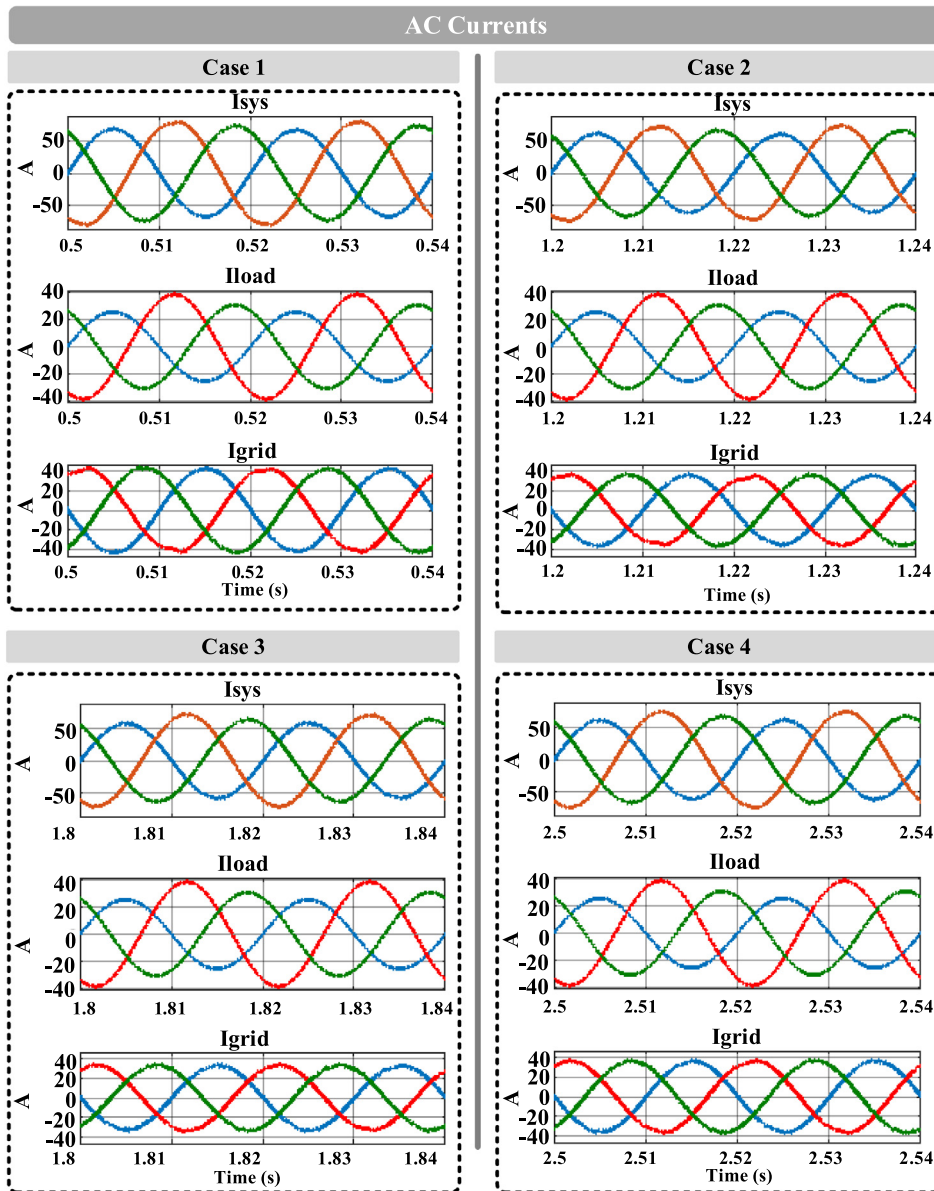 AC Currents
Case 1
Isys
A
50
0
-50
0.5 0.51 0.52 0.53 0.54
Iload
A
40
20
0
-20
-40
0.5 0.51 0.52 0.53 0.54
Igrid
A
40
20
0
-20
-40
0.5 0.51 0.52 0.53 0.54
Time (s)
Case 2
Isys
A
50
0
-50
1.2 1.21 1.22 1.23 1.24
Iload
A
40
20
0
-20
-40
1.2 1.21 1.22 1.23 1.24
Igrid
A
40
20
0
-20
-40
1.2 1.21 1.22 1.23 1.24
Time (s)
Case 3
Isys
A
50
0
-50
1.8 1.81 1.82 1.83 1.84
Iload
A
40
20
0
-20
-40
1.8 1.81 1.82 1.83 1.84
Igrid
A
40
20
0
-20
-40
1.8 1.81 1.82 1.83 1.84
Time (s)
Case 4
Isys
A
50
0
-50
2.5 2.51 2.52 2.53 2.54
Iload
A
40
20
0
-20
-40
2.5 2.51 2.52 2.53 2.54
Igrid
A
40
20
0
-20
-40
2.5 2.51 2.52 2.53 2.54
Time (s)